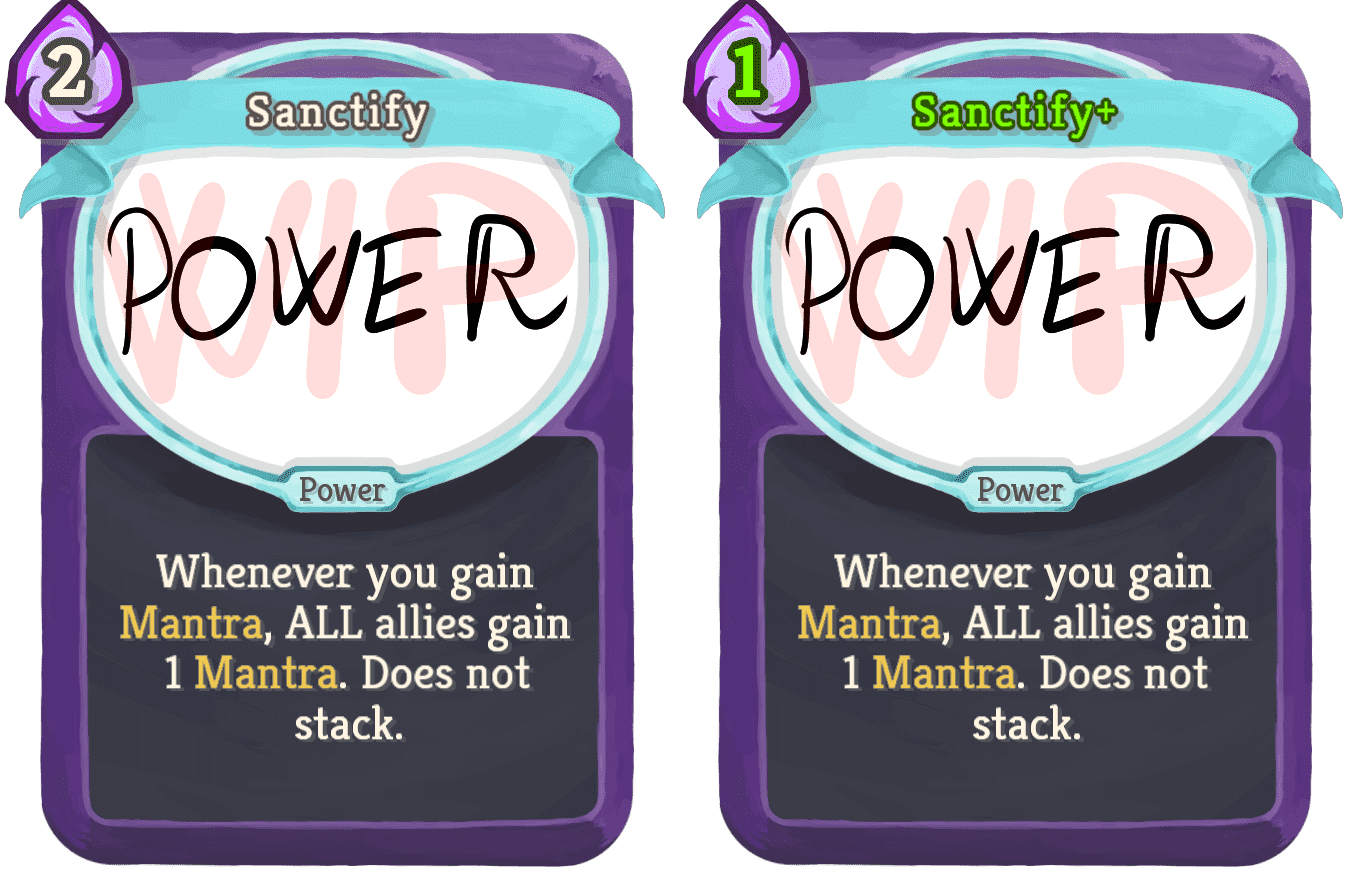 2
Sanctify
WIP
POWER
Power
Whenever you gain
Mantra, ALL allies gain
1 Mantra. Does not
stack.
1
Sanctify+
WIP
POWER
Power
Whenever you gain
Mantra, ALL allies gain
1 Mantra. Does not
stack.